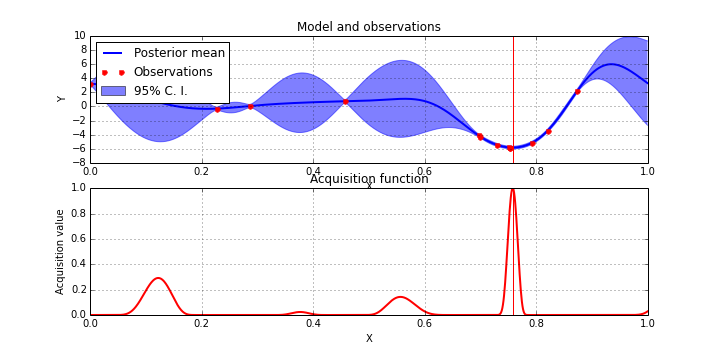 Model and observations
10
8
6
4
2
0
−2
−4
−6
−8
Y
Posterior mean
Observations
95% C. I.
0.0 0.2 0.4 0.6 0.8 1.0
X
Acquisition function
1.0
0.8
0.6
0.4
0.2
0.0
Acquisition value
0.0 0.2 0.4 0.6 0.8 1.0
X